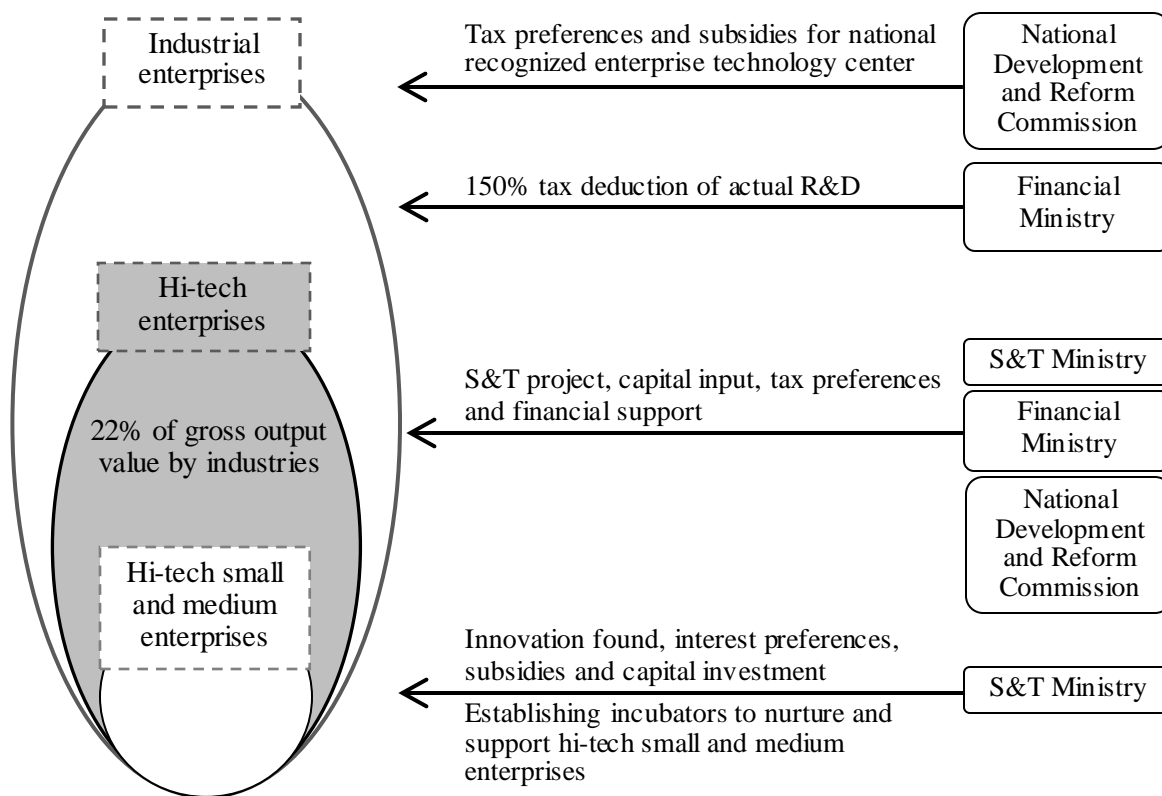 Industrial
enterprises
Tax preferences and subsidies for national
recognized enterprise technology center
National
Development
and Reform
Commission
150% tax deduction of actual R&D
Financial
Ministry
Hi-tech
enterprises
22% of gross output
value by industries
S&T project, capital input, tax preferences
and financial support
S&T Ministry
Financial
Ministry
National
Development
and Reform
Commission
Hi-tech small
and medium
enterprises
Innovation found, interest preferences,
subsidies and capital investment
Establishing incubators to nurture and
support hi-tech small and medium
enterprises
S&T Ministry